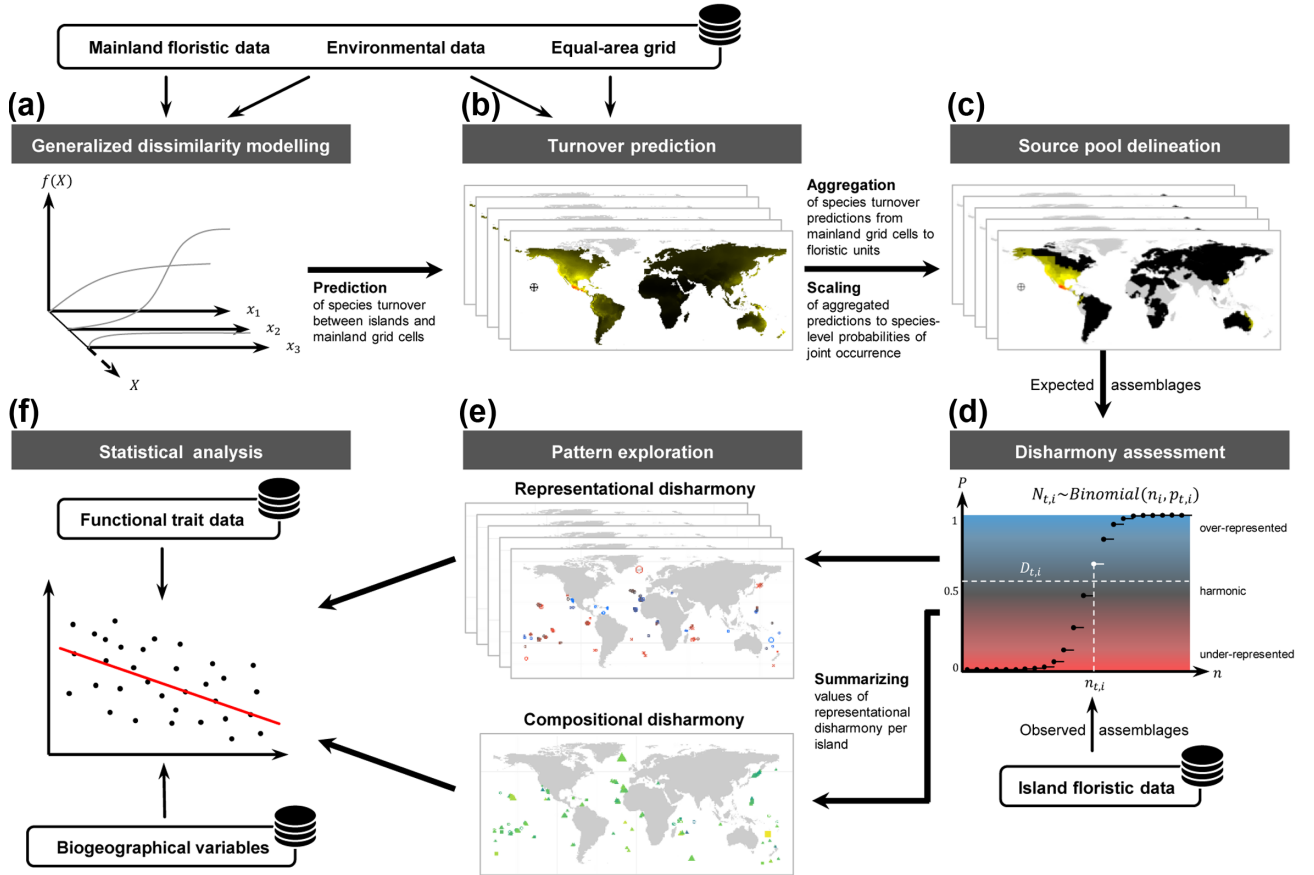 Mainland floristic data
Environmental data
Equal-area grid
(a)
Generalized dissimilarity modelling
f(X)
x₁
x₂
x₃
X
Prediction
of species turnover
between islands and
mainland grid cells
(b)
Turnover prediction
Aggregation
of species turnover
predictions from
mainland grid cells to
floristic units
Scaling
of aggregated
predictions to species-
level probabilities of
joint occurrence
(c)
Source pool delineation
Expected assemblages
(d)
Disharmony assessment
P
N_{t,i}~Binomial(n_i, p_{t,i})
1
over-represented
D_{t,i}
0.5
harmonic
under-represented
0
n_{t,i}
n
Observed assemblages
Island floristic data
(e)
Pattern exploration
Representational disharmony
Summarizing
values of
representational
disharmony per
island
Compositional disharmony
(f)
Statistical analysis
Functional trait data
Biogeographical variables